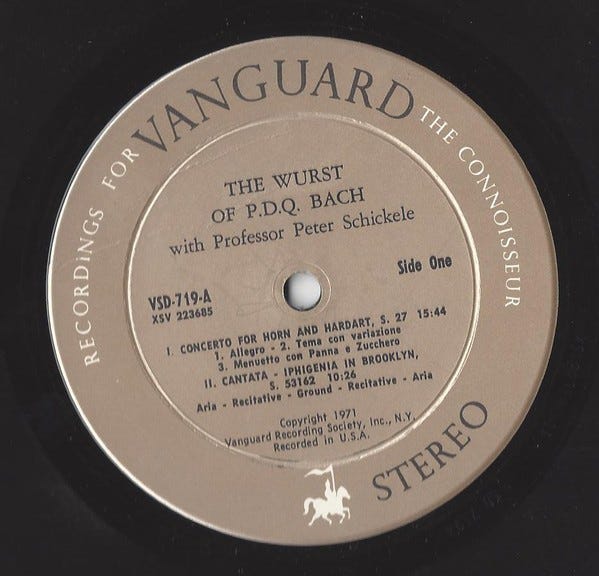 RECORDINGS FOR VANGUARD THE CONNOISSEUR
THE WURST
OF P.D.Q. BACH
with Professor Peter Schickele
Side One
VSD-719-A
XSV 223685
I. CONCERTO FOR HORN AND HARDART, S. 27 15:44
1. Allegro - 2. Tema con variazione
3. Menuetto con Panna e Zucchero
II. CANTATA - IPHIGENIA IN BROOKLYN,
S. 53162 10:26
Aria - Recitative - Ground - Recitative - Aria
Copyright 1971
Vanguard Recording Society, Inc., N.Y.
Recorded in U.S.A.
STEREO